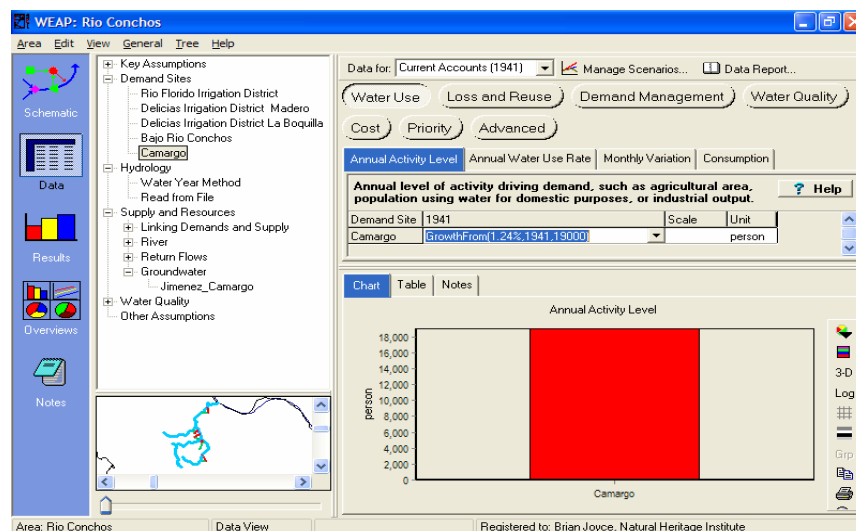 WEAP: Rio Conchos
Area Edit View General Tree Help
Schematic
Data
Results
Overviews
Notes
Key Assumptions
Demand Sites
Rio Florido Irrigation District
Delicias Irrigation District Madero
Delicias Irrigation District La Boquilla
Bajo Rio Conchos
Camargo
Hydrology
Water Year Method
Read from File
Supply and Resources
Linking Demands and Supply
River
Return Flows
Groundwater
Jimenez_Camargo
Water Quality
Other Assumptions
Data for: Current Accounts (1941) Manage Scenarios... Data Report...
Water Use Loss and Reuse Demand Management Water Quality
Cost Priority Advanced
Annual Activity Level Annual Water Use Rate Monthly Variation Consumption
Annual level of activity driving demand, such as agricultural area,
population using water for domestic purposes, or industrial output.
? Help
Demand Site 1941 Scale Unit
Camargo GrowthFrom(1.24%,1941,19000) person
Chart Table Notes
Annual Activity Level
18,000
16,000
14,000
12,000
10,000
8,000
6,000
4,000
2,000
0
person
Camargo
3-D
Log
Grp
Area: Rio Conchos Data View Registered to: Brian Joyce, Natural Heritage Institute